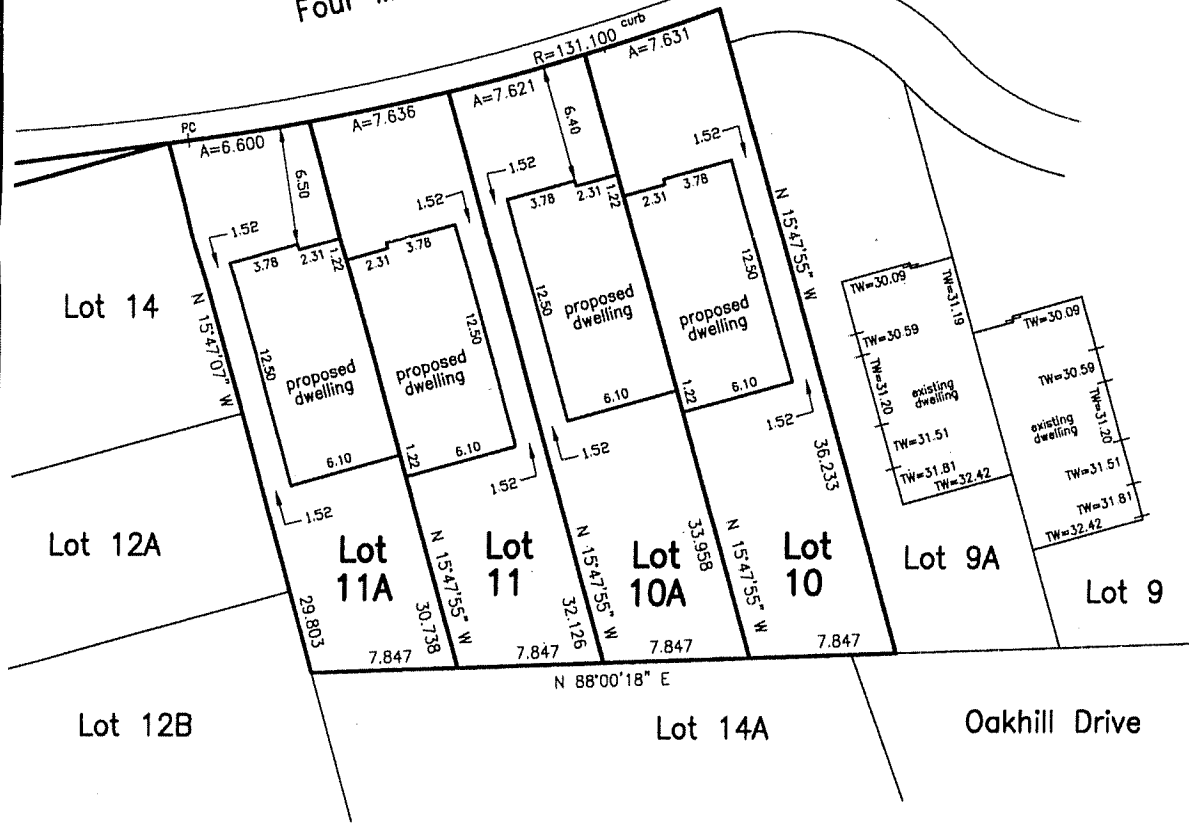 Four
curb
R=131.100
A=7.631
A=7.621
A=7.636
PC
A=6.600
6.50
6.40
1.52
1.52
1.52
1.52
3.78
2.31
1.22
2.31
3.78
3.78
2.31
1.22
2.31
3.78
N 15°47'07" W
N 15°47'55" W
Lot 14
12.50
12.50
12.50
12.50
proposed
dwelling
proposed
dwelling
proposed
dwelling
proposed
dwelling
6.10
1.22
6.10
6.10
1.22
6.10
1.52
1.52
1.52
1.52
TW=30.09
TW=31.19
TW=30.59
TW=31.20
existing
dwelling
TW=31.51
TW=31.81
TW=32.42
TW=30.09
TW=30.59
TW=31.20
existing
dwelling
TW=31.51
TW=31.81
TW=32.42
Lot 12A
Lot
11A
Lot
11
Lot
10A
Lot
10
Lot 9A
Lot 9
29.803
30.738
N 15°47'55" W
32.126
N 15°47'55" W
33.958
N 15°47'55" W
36.233
7.847
7.847
7.847
7.847
N 88°00'18" E
Lot 12B
Lot 14A
Oakhill Drive